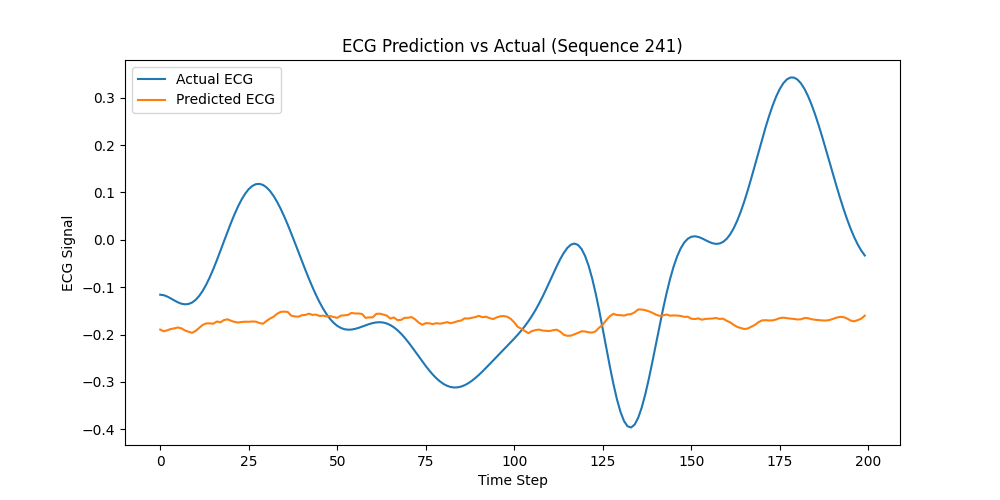 ECG Prediction vs Actual (Sequence 241)
Actual ECG
Predicted ECG
ECG Signal
0.3
0.2
0.1
0.0
−0.1
−0.2
−0.3
−0.4
0 25 50 75 100 125 150 175 200
Time Step